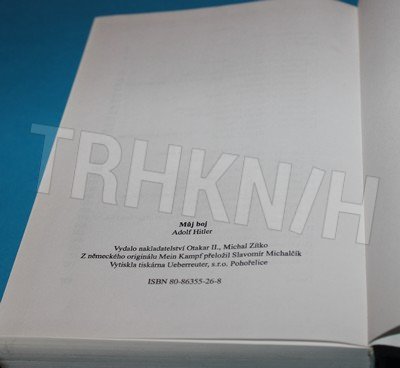 TRHKNIH
Můj boj
Adolf Hitler
Vydalo nakladatelství Otakar II., Michal Zítko
Z německého originálu Mein Kampf přeložil Slavomír Michalčík
Vytiskla tiskárna Ueberreuter, s.r.o. Pohořelice
ISBN 80-86355-26-8